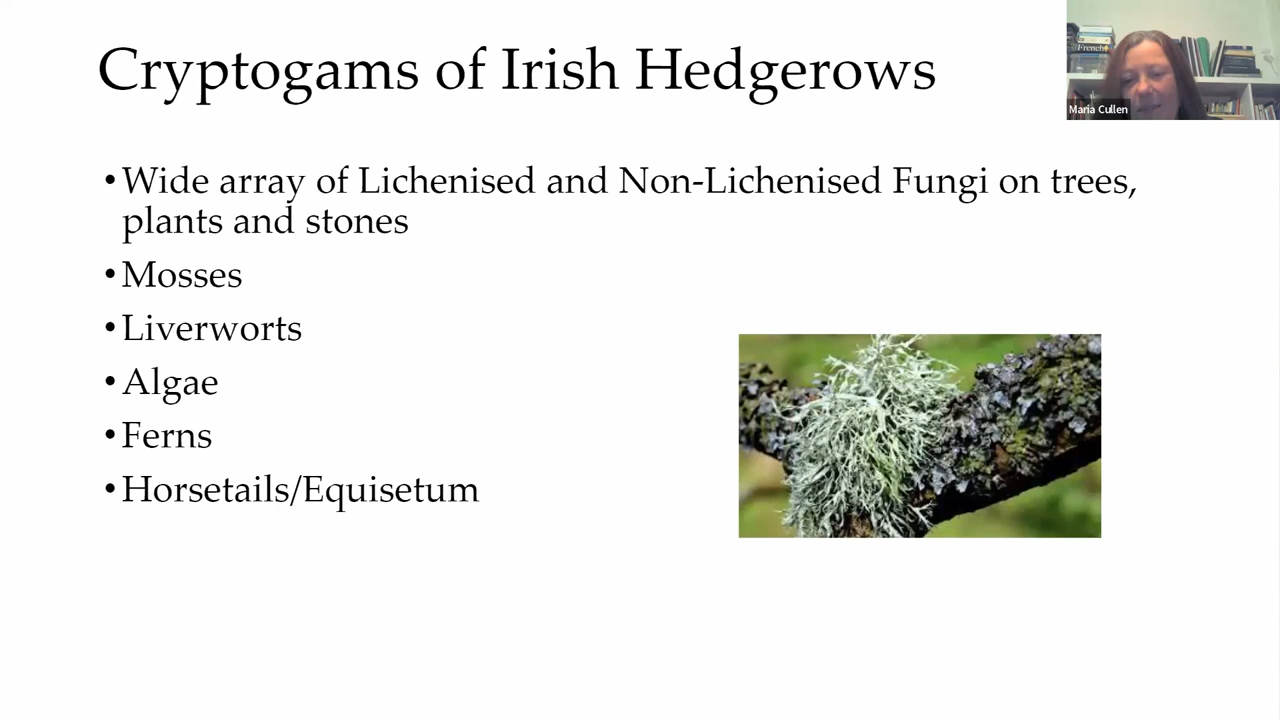 Cryptogams of Irish Hedgerows
French
Maria Cullen
• Wide array of Lichenised and Non-Lichenised Fungi on trees,
plants and stones
• Mosses
• Liverworts
• Algae
• Ferns
• Horsetails/Equisetum